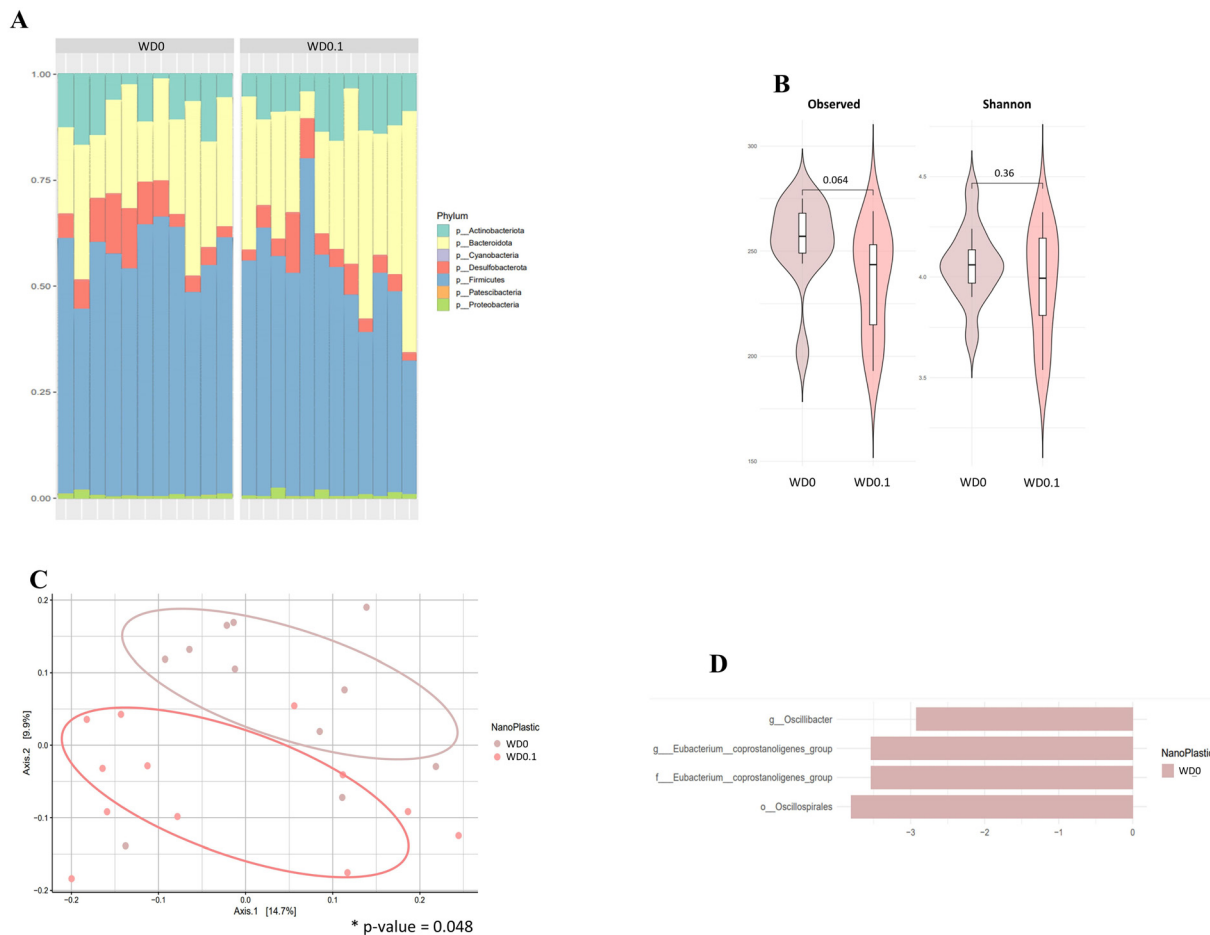 A
WD0 WD0.1
1.00
0.75
0.50
0.25
0.00
Phylum
p__Actinobacteriota
p__Bacteroidota
p__Cyanobacteria
p__Desulfobacterota
p__Firmicutes
p__Patescibacteria
p__Proteobacteria
B
Observed Shannon
300
250
200
150
0.064
4.5
4.0
3.5
0.36
WD0 WD0.1 WD0 WD0.1
C
0.2
0.1
0.0
−0.1
−0.2
Axis.2 [9.9%]
−0.2 −0.1 0.0 0.1 0.2
Axis.1 [14.7%]
* p-value = 0.048
NanoPlastic
WD0
WD0.1
D
g__Oscillibacter
g___Eubacterium__coprostanoligenes_group
f___Eubacterium__coprostanoligenes_group
o__Oscillospirales
−3 −2 −1 0
NanoPlastic
WD0